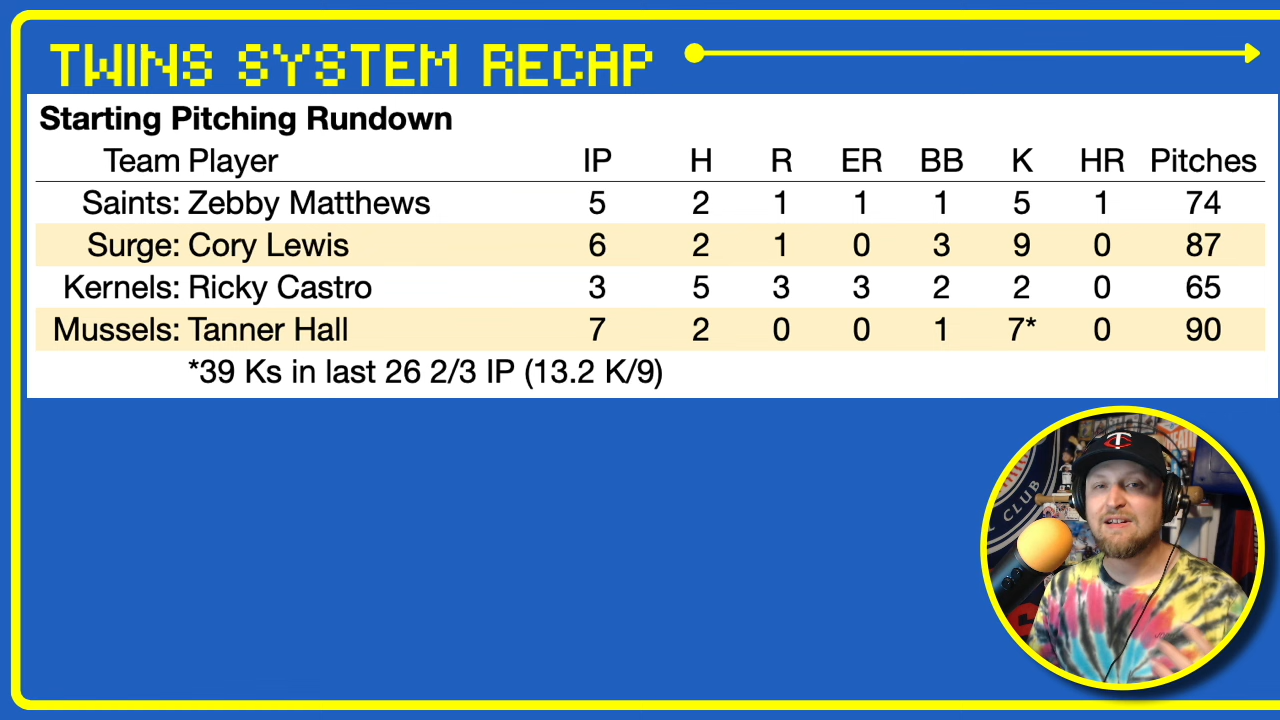 TWINS SYSTEM RECAP
Starting Pitching Rundown
Team Player IP H R ER BB K HR Pitches
Saints: Zebby Matthews 5 2 1 1 1 5 1 74
Surge: Cory Lewis 6 2 1 0 3 9 0 87
Kernels: Ricky Castro 3 5 3 3 2 2 0 65
Mussels: Tanner Hall 7 2 0 0 1 7* 0 90
*39 Ks in last 26 2/3 IP (13.2 K/9)
TC
CLUB